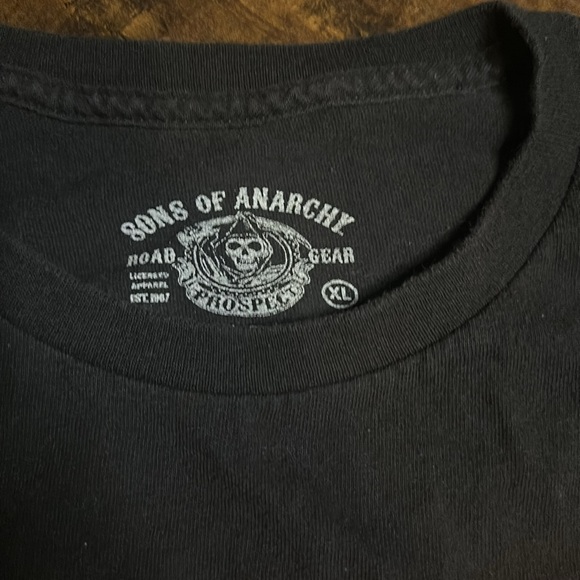 SONS OF ANARCHY
ROAD GEAR
LICENSED
APPAREL
EST. 1967
PROSPECT
XL